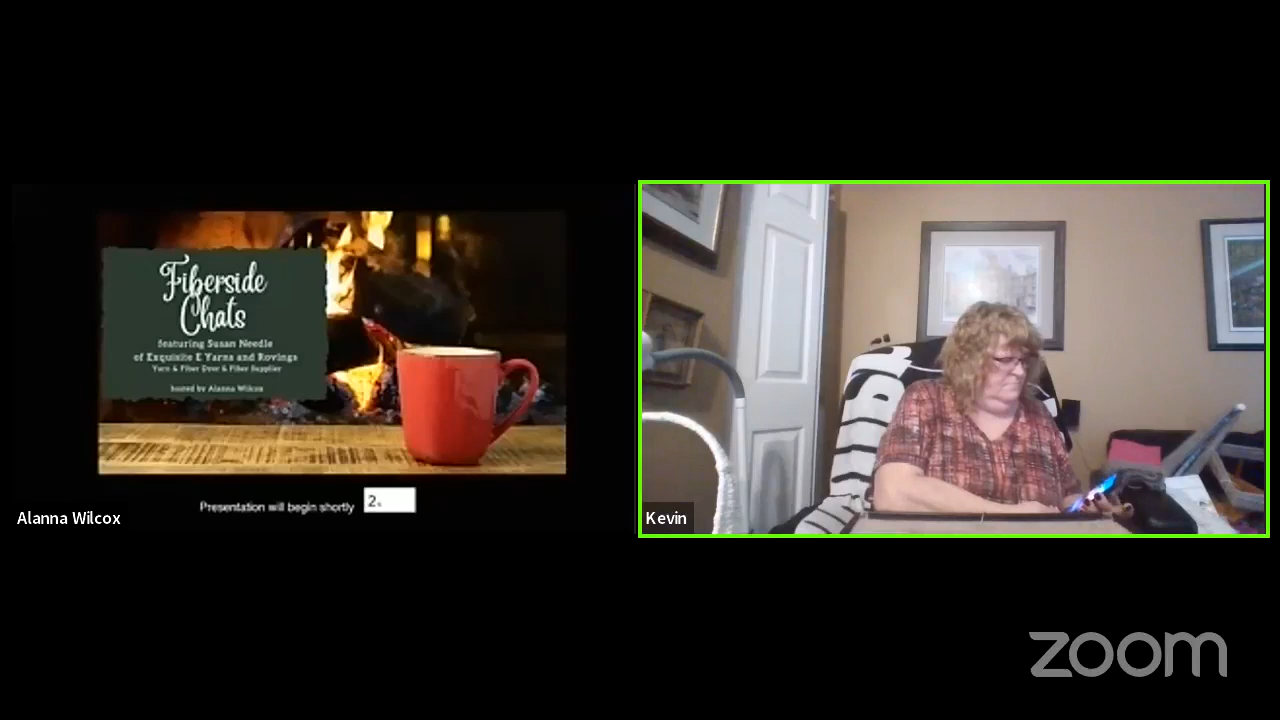 Fiberside
Chats
featuring Susan Needle
of Exquisite E Yarns and Rovings
Yarn & Fiber Dyer & Fiber Supplier
hosted by Alanna Wilcox
Presentation will begin shortly
2s
Alanna Wilcox
Kevin
zoom